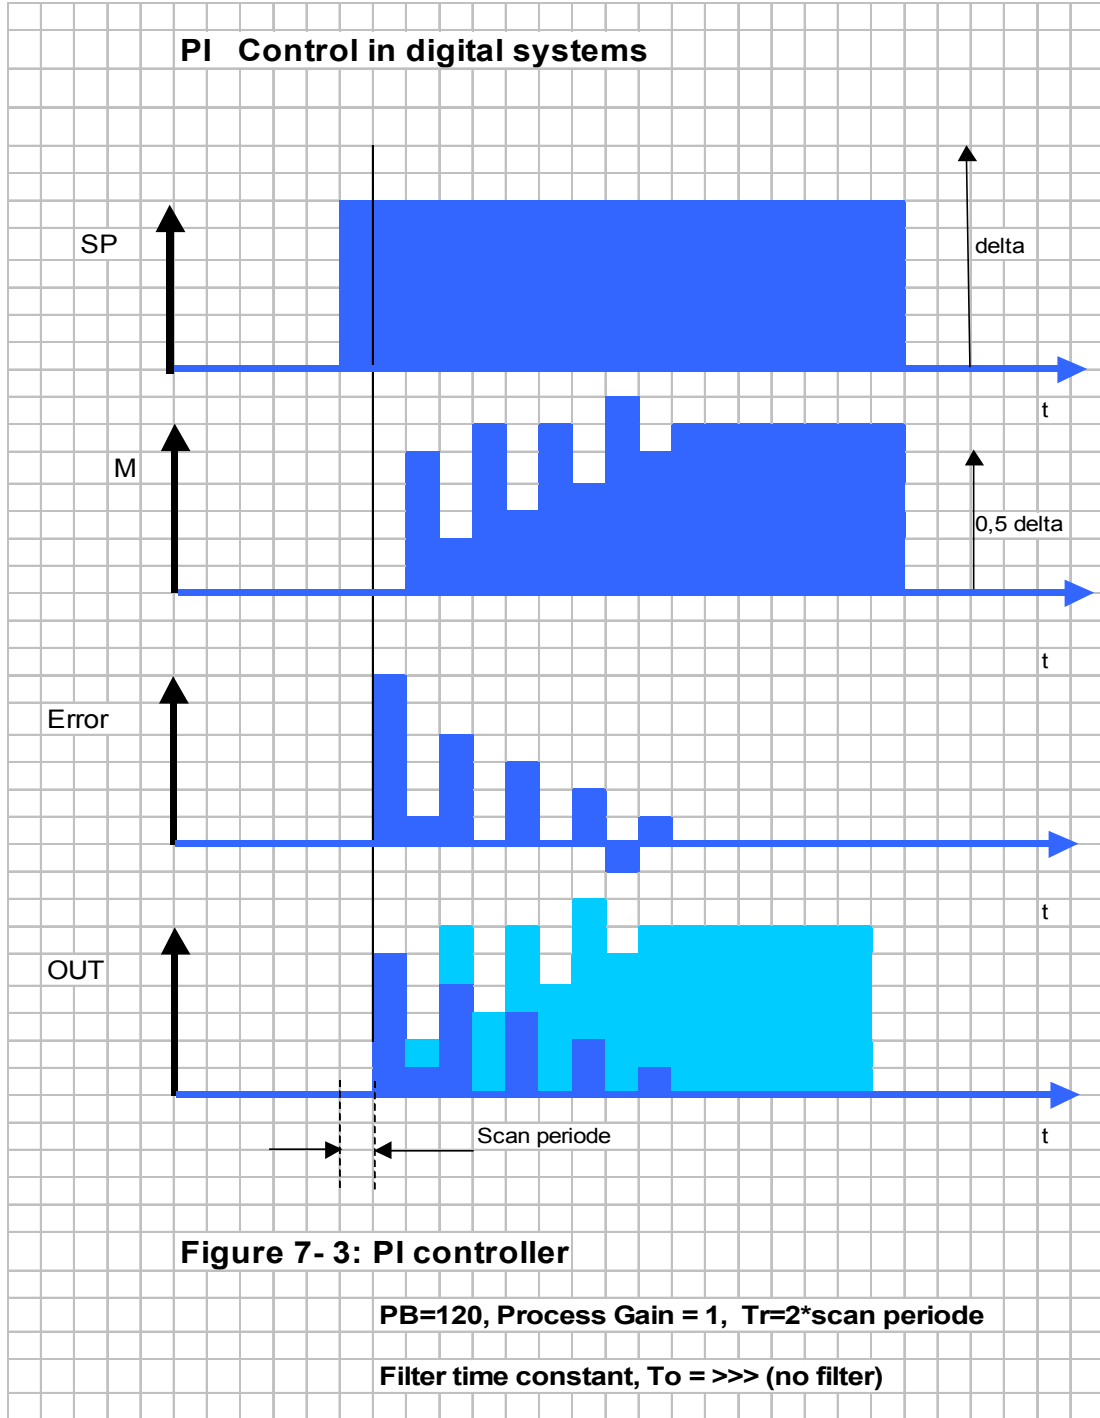 PI Control in digital systems
SP
delta
t
M
0,5 delta
t
Error
t
OUT
Scan periode
t
Figure 7- 3: PI controller
PB=120, Process Gain = 1, Tr=2*scan periode
Filter time constant, To = >>> (no filter)